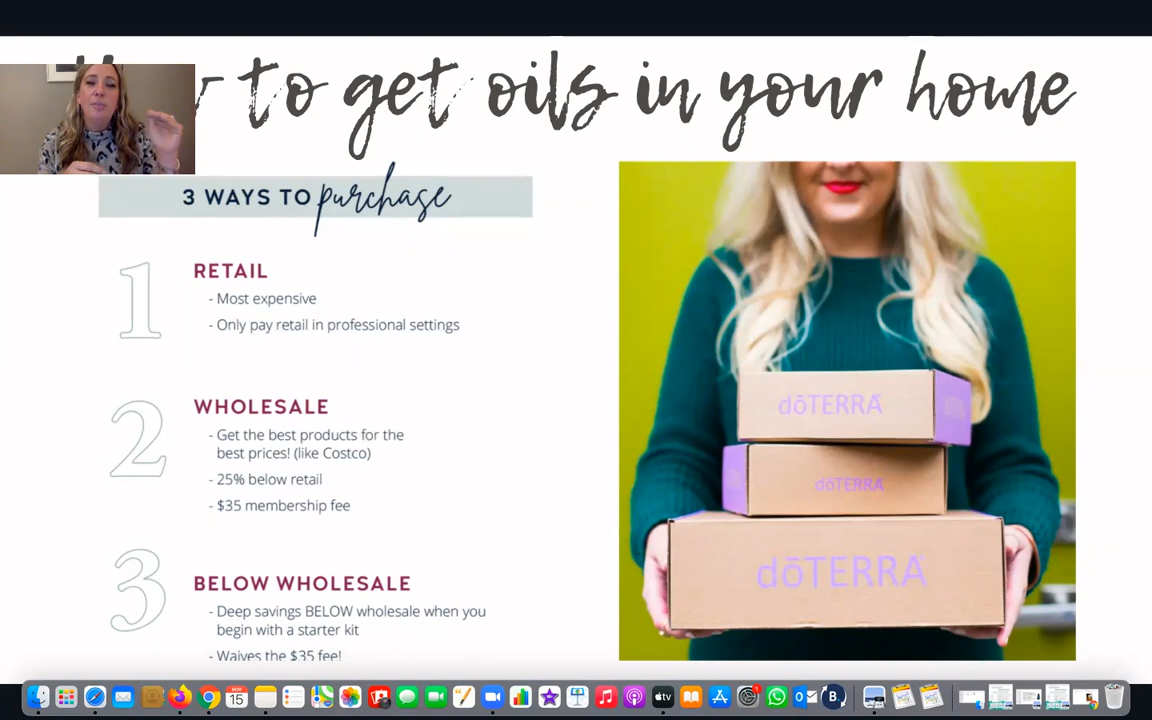 to get oils in your home
3 WAYS TO purchase
1
RETAIL
- Most expensive
- Only pay retail in professional settings
2
WHOLESALE
- Get the best products for the
best prices! (like Costco)
- 25% below retail
- $35 membership fee
3
BELOW WHOLESALE
- Deep savings BELOW wholesale when you
begin with a starter kit
- Waives the $35 fee!
dōTERRA
dōTERRA
dōTERRA
NOV
15
tv